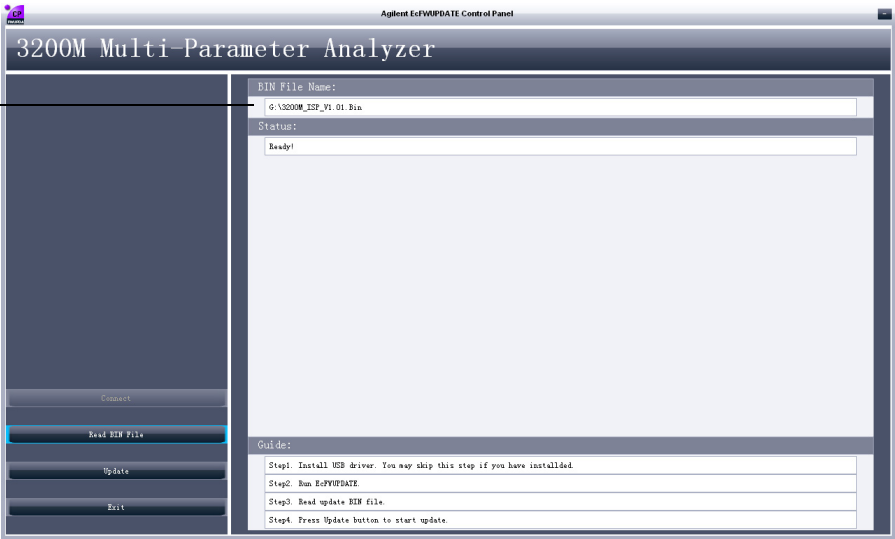 CP
Agilent EcFWUPDATE Control Panel
3200M Multi-Parameter Analyzer
BIN File Name:
G:\3200M_ISP_V1.01.Bin
Status:
Ready!
Connect
Read BIN File
Update
Exit
Guide:
Step1. Install USB driver. You may skip this step if you have installded.
Step2. Run EcFWUPDATE.
Step3. Read update BIN file.
Step4. Press Update button to start update.